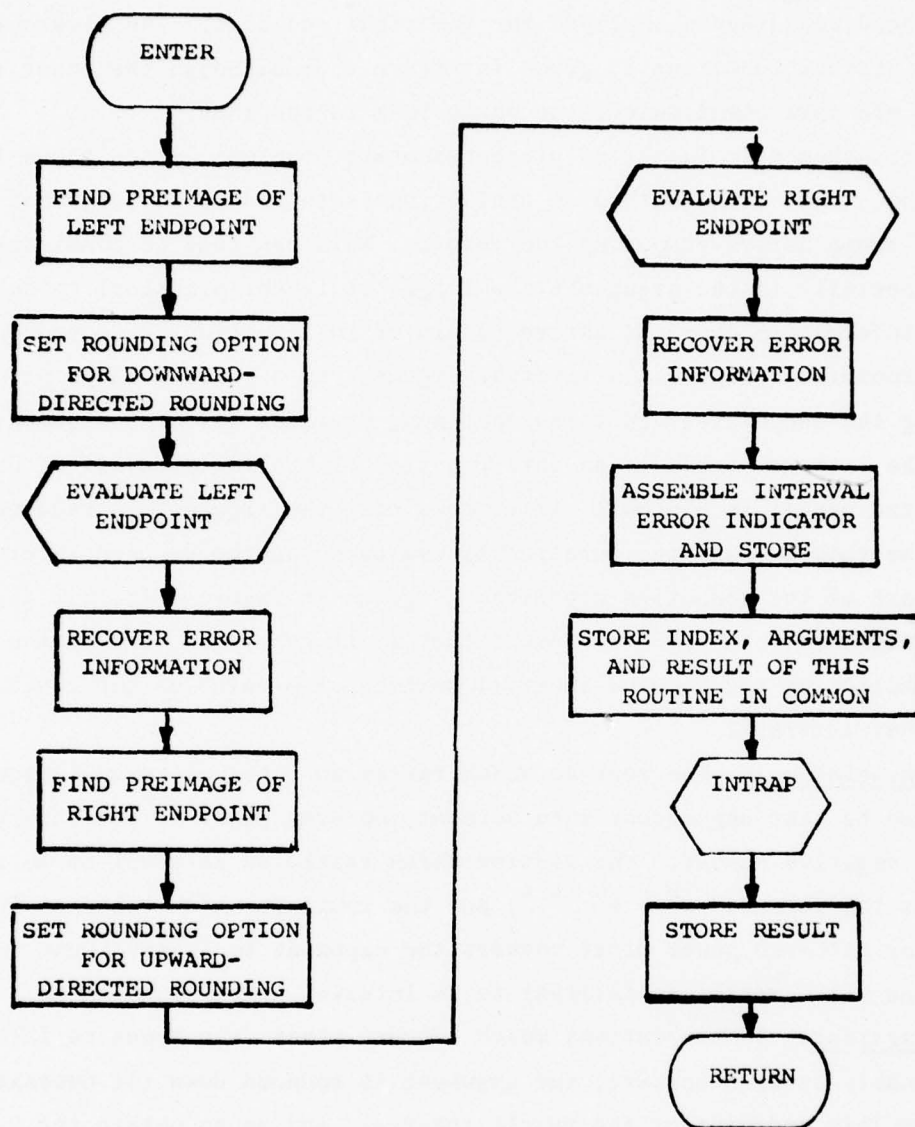 ENTER
FIND PREIMAGE OF
LEFT ENDPOINT
SET ROUNDING OPTION
FOR DOWNWARD-
DIRECTED ROUNDING
EVALUATE LEFT
ENDPOINT
RECOVER ERROR
INFORMATION
FIND PREIMAGE OF
RIGHT ENDPOINT
SET ROUNDING OPTION
FOR UPWARD-
DIRECTED ROUNDING
EVALUATE RIGHT
ENDPOINT
RECOVER ERROR
INFORMATION
ASSEMBLE INTERVAL
ERROR INDICATOR
AND STORE
STORE INDEX, ARGUMENTS,
AND RESULT OF THIS
ROUTINE IN COMMON
INTRAP
STORE RESULT
RETURN